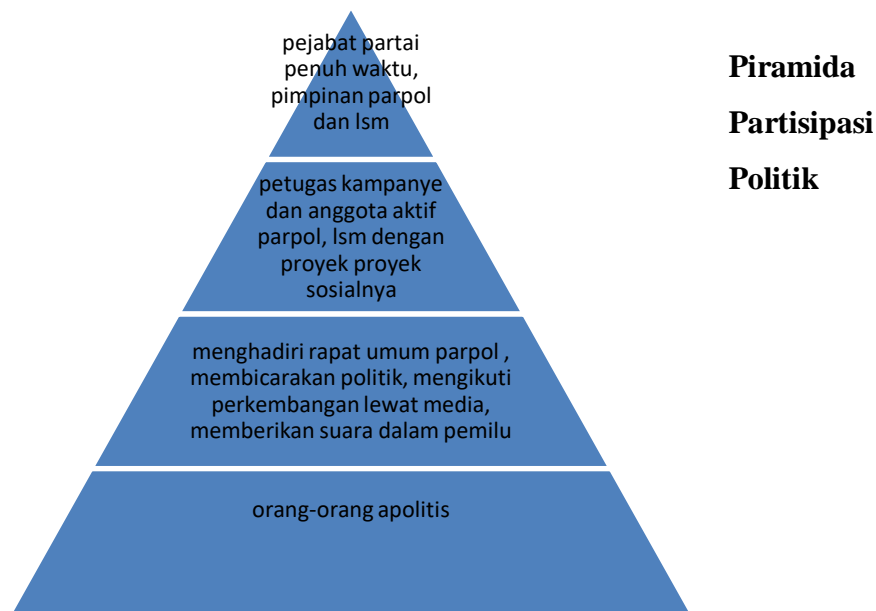 pejabat partai
penuh waktu,
pimpinan parpol
dan lsm
Piramida
Partisipasi
Politik
petugas kampanye
dan anggota aktif
parpol, lsm dengan
proyek proyek
sosialnya
menghadiri rapat umum parpol ,
membicarakan politik, mengikuti
perkembangan lewat media,
memberikan suara dalam pemilu
orang-orang apolitis